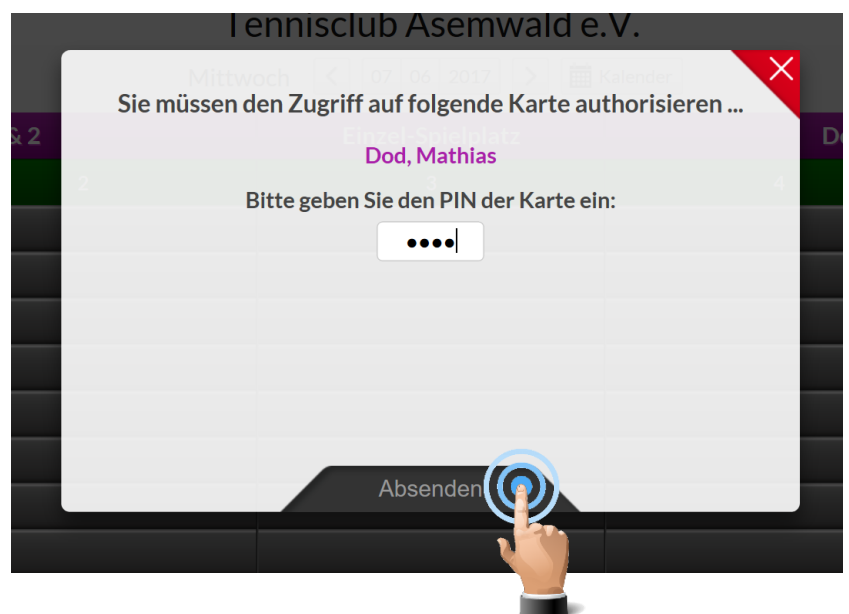 Tennisclub Asemwald e.V.
Mittwoch < 07 06 2017 > Kalender
Sie müssen den Zugriff auf folgende Karte authorisieren ...
& 2 Einzel-Spielplatz
Dod, Mathias
2 3 4
Bitte geben Sie den PIN der Karte ein:
••••
Absenden